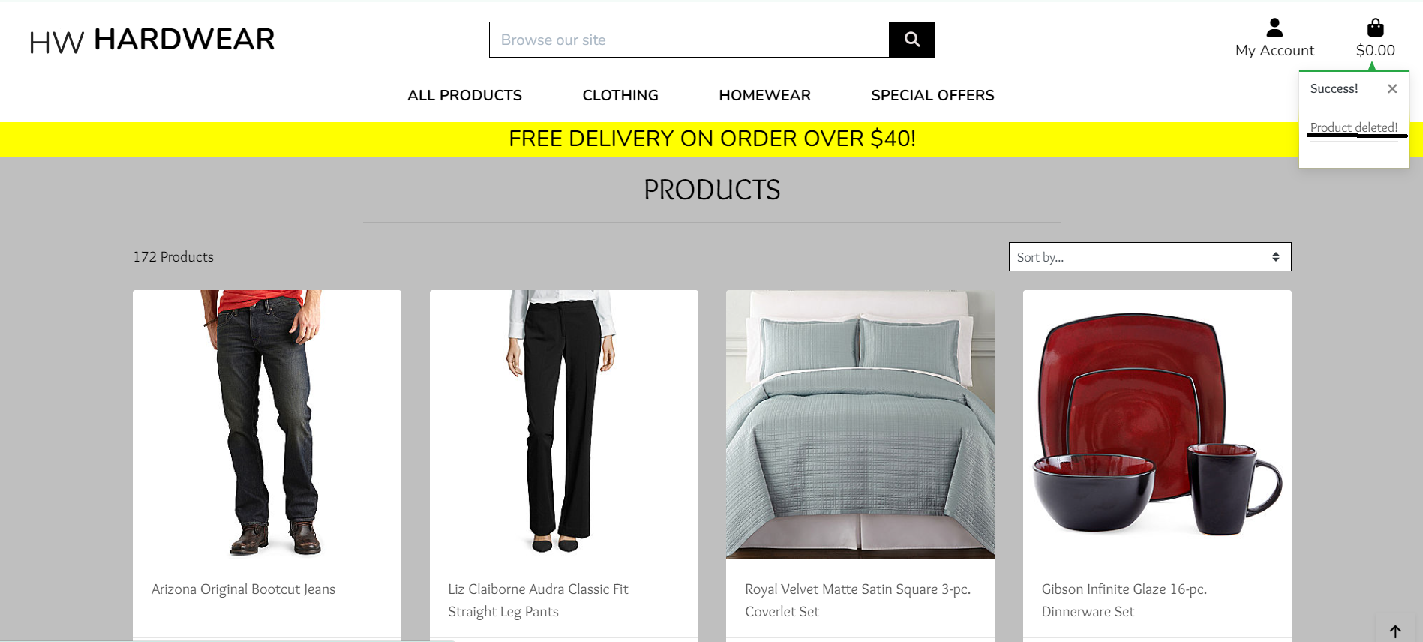 HW HARDWEAR
Browse our site
My Account
$0.00
ALL PRODUCTS
CLOTHING
HOMEWEAR
SPECIAL OFFERS
Success!
Product deleted!
FREE DELIVERY ON ORDER OVER $40!
PRODUCTS
172 Products
Sort by...
Arizona Original Bootcut Jeans
Liz Claiborne Audra Classic Fit
Straight Leg Pants
Royal Velvet Matte Satin Square 3-pc.
Coverlet Set
Gibson Infinite Glaze 16-pc.
Dinnerware Set